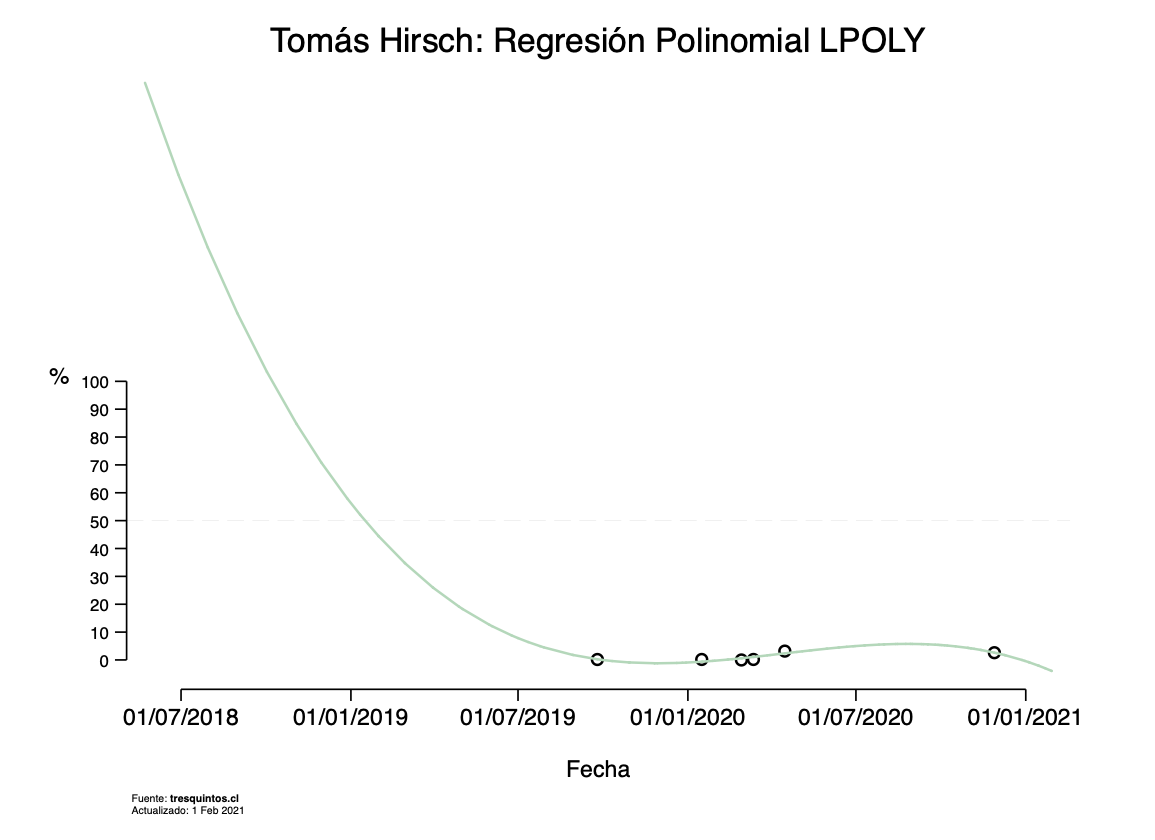 Tomás Hirsch: Regresión Polinomial LPOLY
%
100
90
80
70
60
50
40
30
20
10
0
01/07/2018 01/01/2019 01/07/2019 01/01/2020 01/07/2020 01/01/2021
Fecha
Fuente: tresquintos.cl
Actualizado: 1 Feb 2021